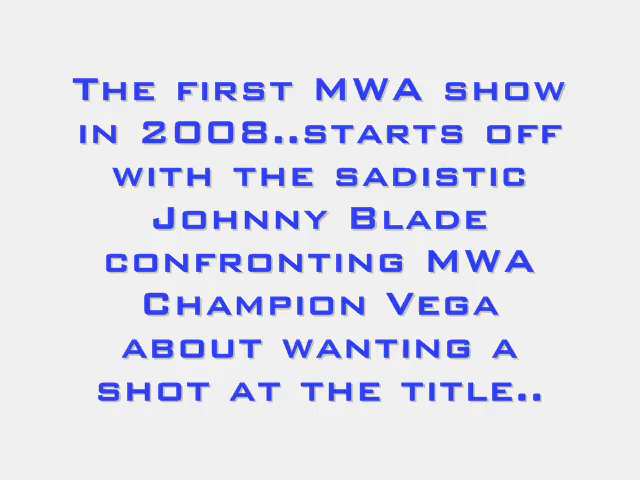 The first MWA show
in 2008..starts off
with the sadistic
Johnny Blade
confronting MWA
Champion Vega
about wanting a
shot at the title..